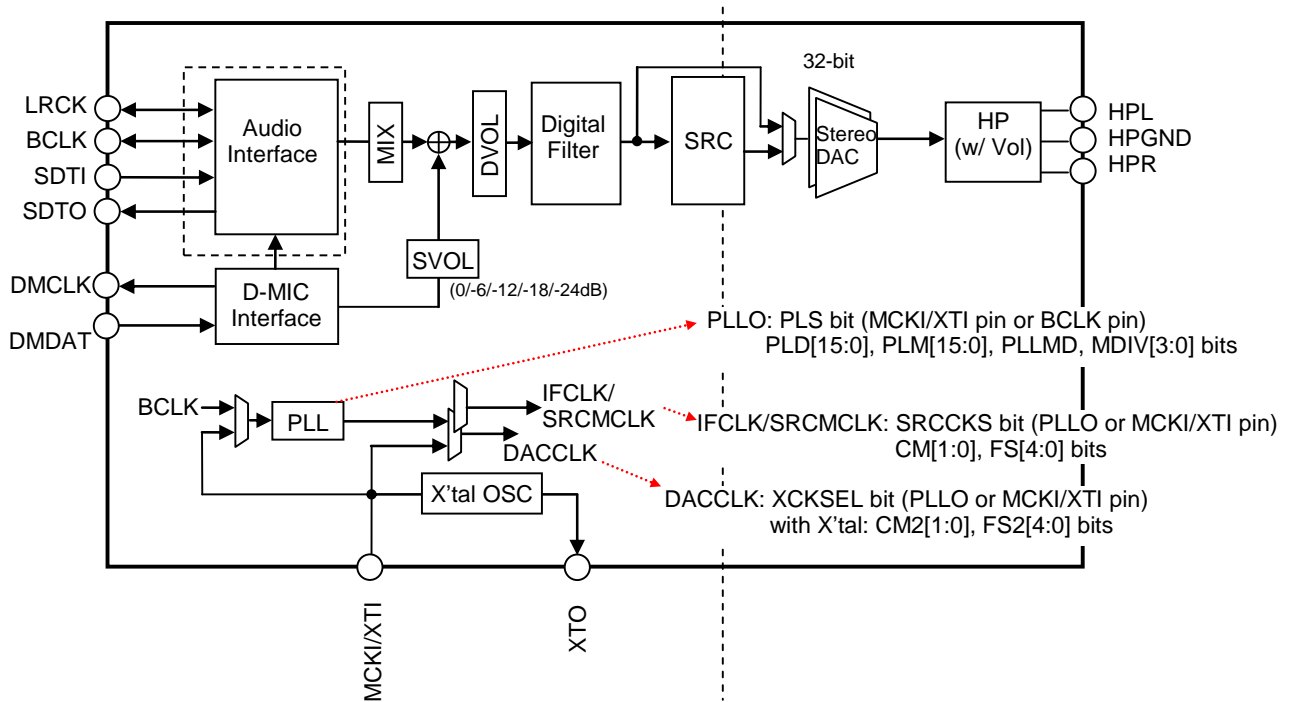 32-bit
LRCK
BCLK
SDTI
SDTO
DMCLK
DMDAT
Audio
Interface
MIX
DVOL
Digital
Filter
SRC
Stereo
DAC
HP
(w/ Vol)
HPL
HPGND
HPR
SVOL
(0/-6/-12/-18/-24dB)
D-MIC
Interface
PLLO: PLS bit (MCKI/XTI pin or BCLK pin)
PLD[15:0], PLM[15:0], PLLMD, MDIV[3:0] bits
BCLK
PLL
IFCLK/
SRCMCLK
DACCLK
IFCLK/SRCMCLK: SRCCKS bit (PLLO or MCKI/XTI pin)
CM[1:0], FS[4:0] bits
X'tal OSC
DACCLK: XCKSEL bit (PLLO or MCKI/XTI pin)
with X'tal: CM2[1:0], FS2[4:0] bits
MCKI/XTI
XTO